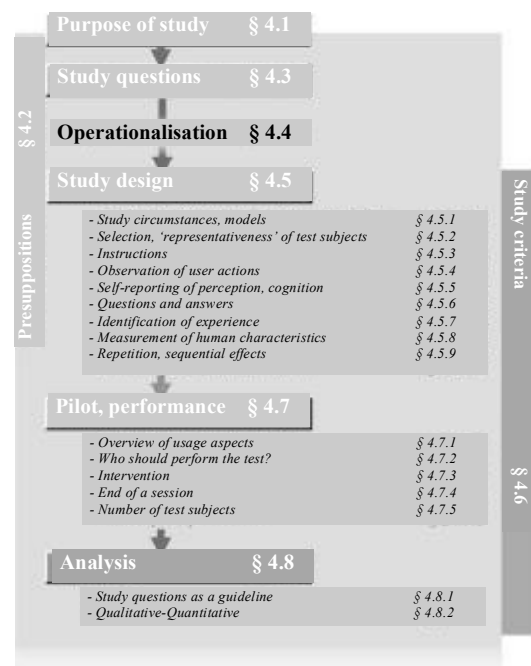 Purpose of study § 4.1
Study questions § 4.3
Presuppositions § 4.2
Operationalisation § 4.4
Study design § 4.5
- Study circumstances, models § 4.5.1
- Selection, ‘representativeness’ of test subjects § 4.5.2
- Instructions § 4.5.3
- Observation of user actions § 4.5.4
- Self-reporting of perception, cognition § 4.5.5
- Questions and answers § 4.5.6
- Identification of experience § 4.5.7
- Measurement of human characteristics § 4.5.8
- Repetition, sequential effects § 4.5.9
Study criteria § 4.6
Pilot, performance § 4.7
- Overview of usage aspects § 4.7.1
- Who should perform the test? § 4.7.2
- Intervention § 4.7.3
- End of a session § 4.7.4
- Number of test subjects § 4.7.5
Analysis § 4.8
- Study questions as a guideline § 4.8.1
- Qualitative-Quantitative § 4.8.2